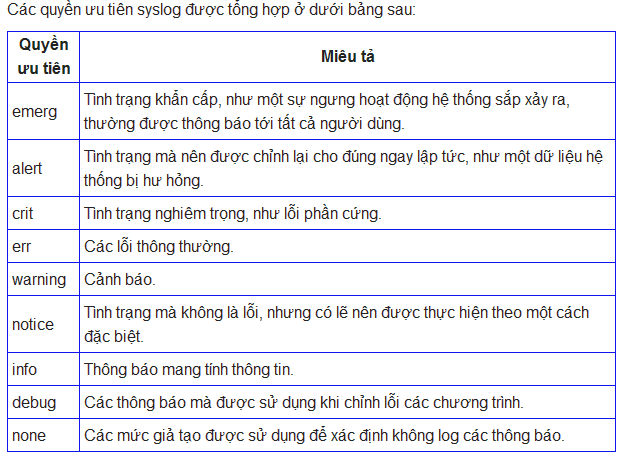 Các quyền ưu tiên syslog được tổng hợp ở dưới bảng sau:
Quyền
ưu tiên
Miêu tả
emerg
Tình trạng khẩn cấp, như một sự ngưng hoạt động hệ thống sắp xảy ra,
thường được thông báo tới tất cả người dùng.
alert
Tình trạng mà nên được chỉnh lại cho đúng ngay lập tức, như một dữ liệu hệ
thống bị hư hỏng.
crit
Tình trạng nghiêm trọng, như lỗi phần cứng.
err
Các lỗi thông thường.
warning
Cảnh báo.
notice
Tình trạng mà không là lỗi, nhưng có lẽ nên được thực hiện theo một cách
đặc biệt.
info
Thông báo mang tính thông tin.
debug
Các thông báo mà được sử dụng khi chỉnh lỗi các chương trình.
none
Các mức giả tạo được sử dụng để xác định không log các thông báo.